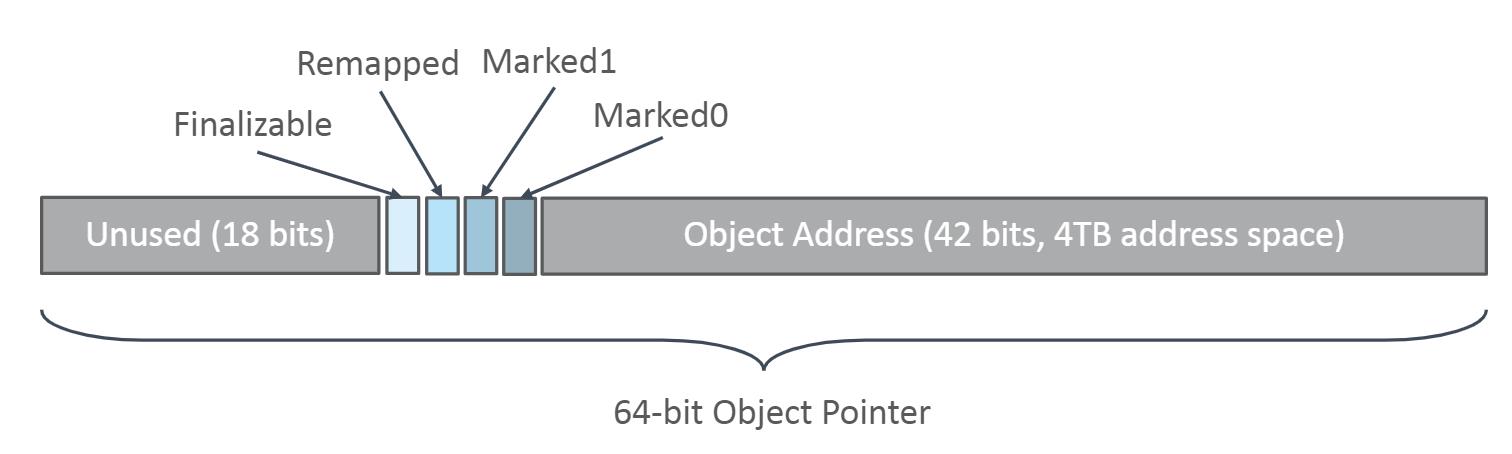 Remapped
Marked1
Finalizable
Marked0
Unused (18 bits)
Object Address (42 bits, 4TB address space)
64-bit Object Pointer